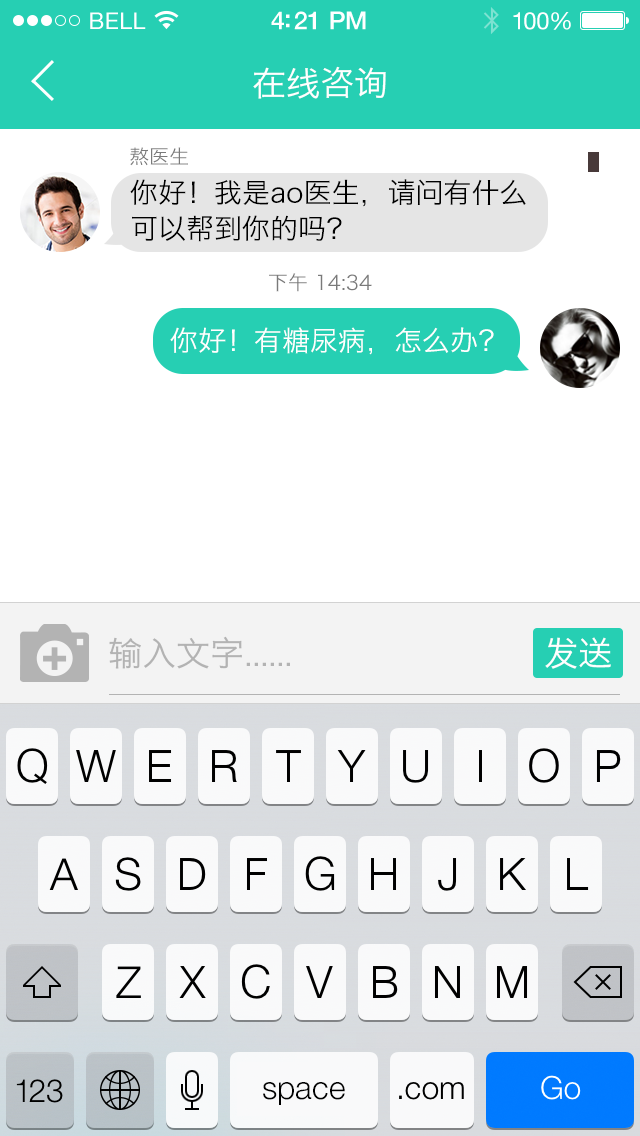 BELL 4:21 PM 100%
在线咨询
熬医生
你好！我是ao医生，请问有什么
可以帮到你的吗？
下午 14:34
你好！有糖尿病，怎么办？
输入文字......
发送
Q W E R T Y U I O P
A S D F G H J K L
Z X C V B N M
123 space .com Go